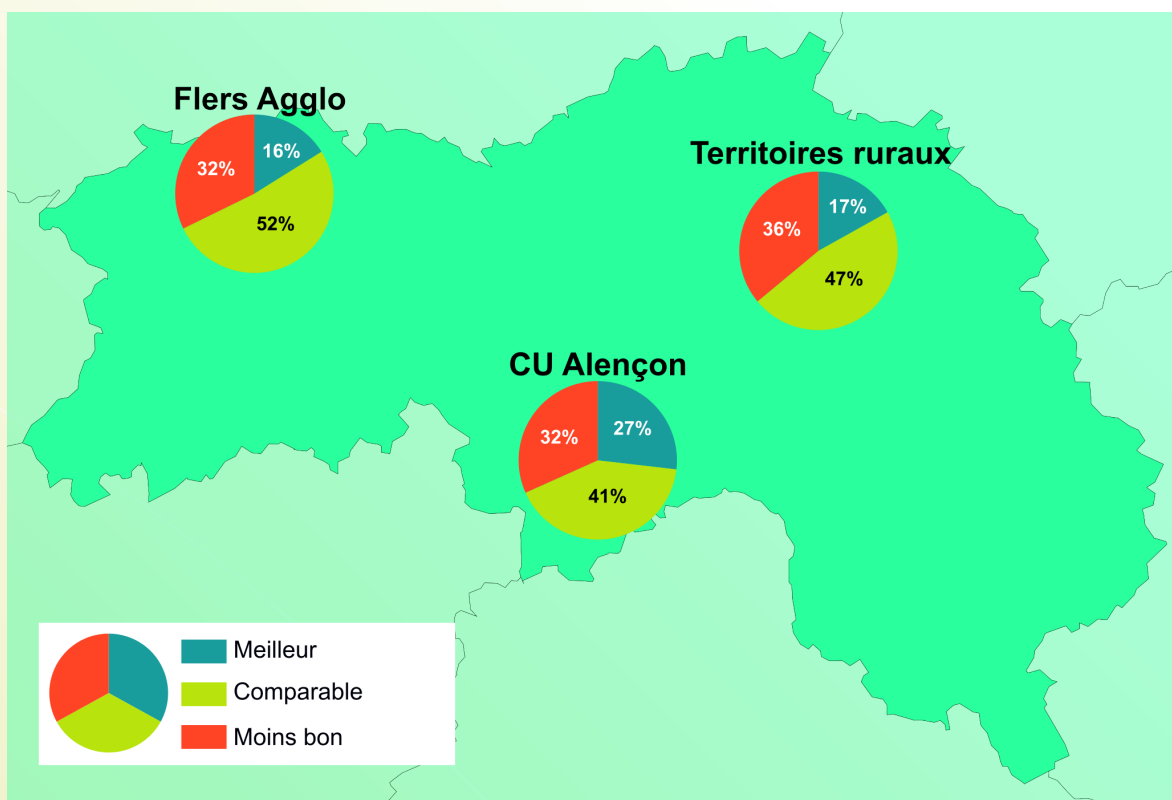 Flers Agglo
16%
32%
52%
Territoires ruraux
17%
36%
47%
CU Alençon
27%
32%
41%
Meilleur
Comparable
Moins bon